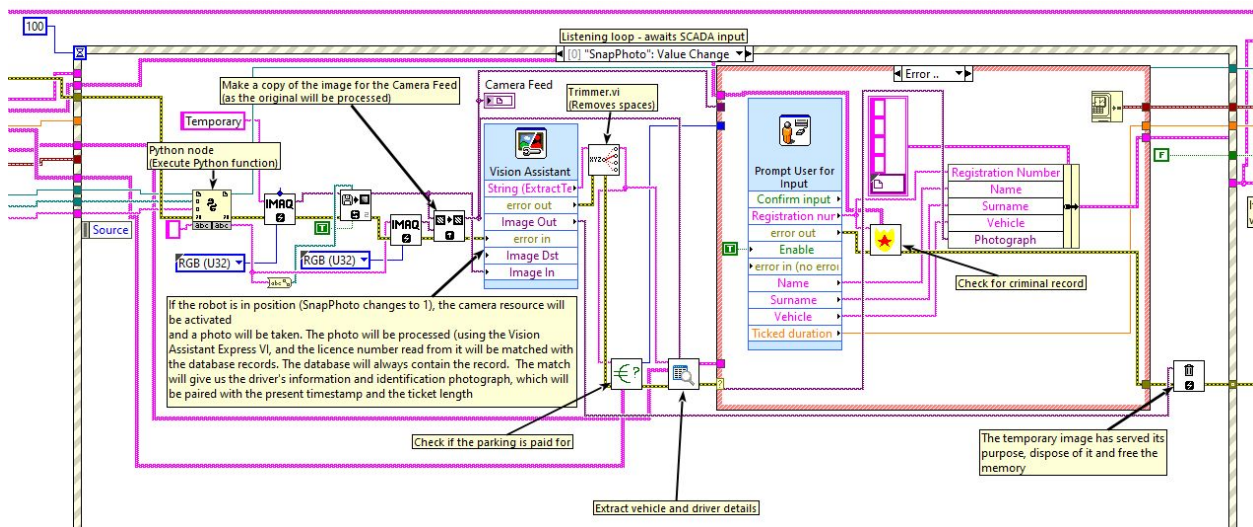 100
Listening loop - awaits SCADA input
[0] "SnapPhoto": Value Change
Error ..
Make a copy of the image for the Camera Feed
(as the original will be processed)
Camera Feed
Trimmer.vi
(Removes spaces)
Temporary
Python node
(Execute Python function)
Vision Assistant
String (ExtractTe
error out
Image Out
error in
Image Dst
Image In
XYZ
Prompt User for
Input
Confirm input
Registration nur
error out
Enable
error in (no erro
Name
Surname
Vehicle
Ticked duration
Registration Number
Name
Surname
Vehicle
Photograph
F
T
T
IMAQ
IMAQ
abc
abc
Source
RGB (U32)
RGB (U32)
Check for criminal record
If the robot is in position (SnapPhoto changes to 1), the camera resource will
be activated
and a photo will be taken. The photo will be processed (using the Vision
Assistant Express VI, and the licence number read from it will be matched with
the database records. The database will always contain the record. The match
will give us the driver's information and identification photograph, which will
be paired with the present timestamp and the ticket length
€?
Check if the parking is paid for
The temporary image has served its
purpose, dispose of it and free the
memory
Extract vehicle and driver details